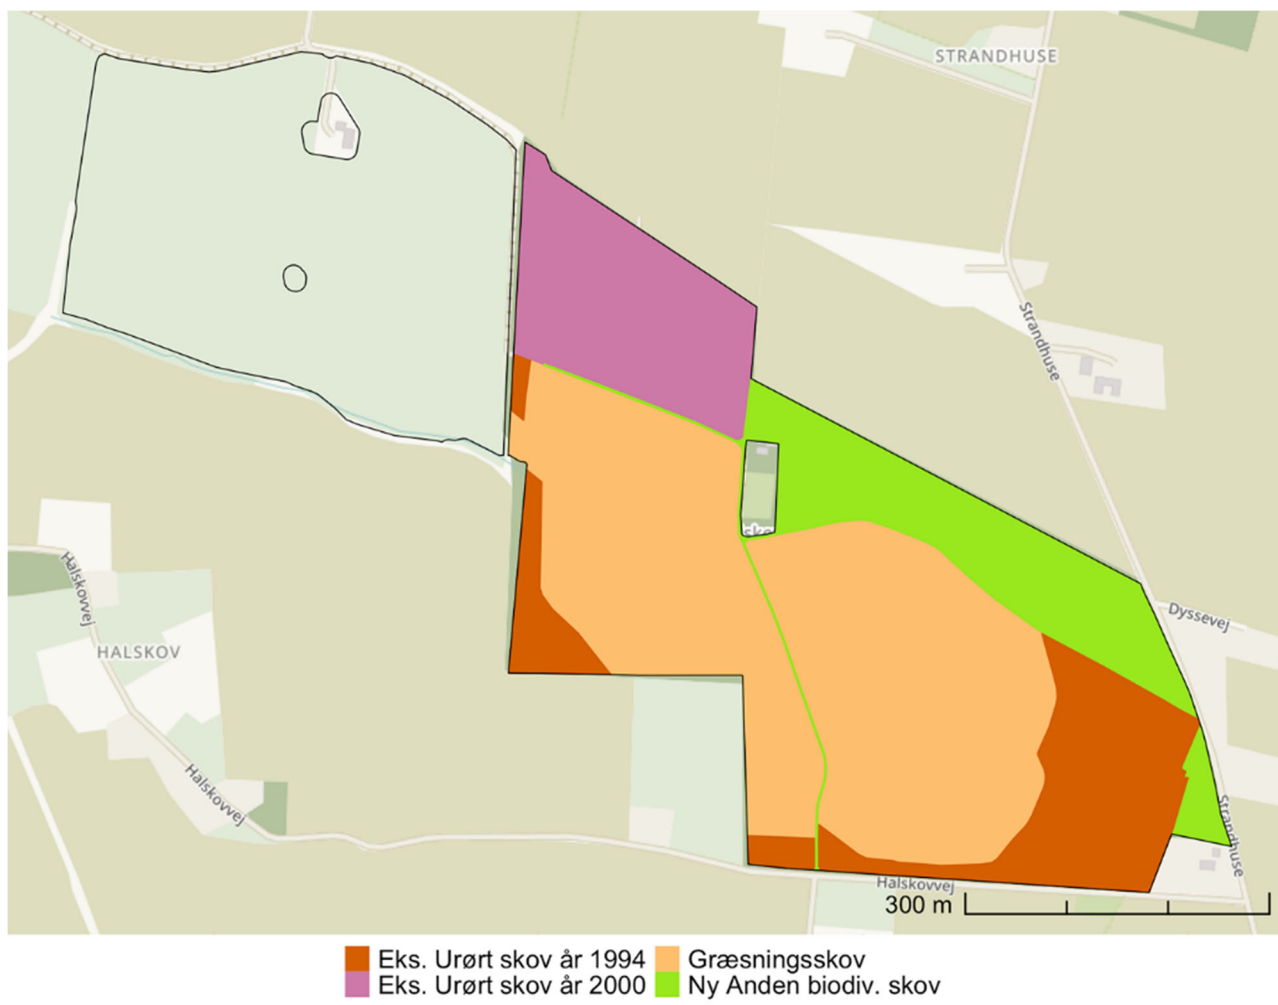 STRANDHUSE
Strandhuse
Halskovvej
HALSKOV
Dyssevej
Halskovvej
Strandhuse
Halskovvej
300 m
Eks. Urørt skov år 1994
Græsningsskov
Eks. Urørt skov år 2000
Ny Anden biodiv. skov